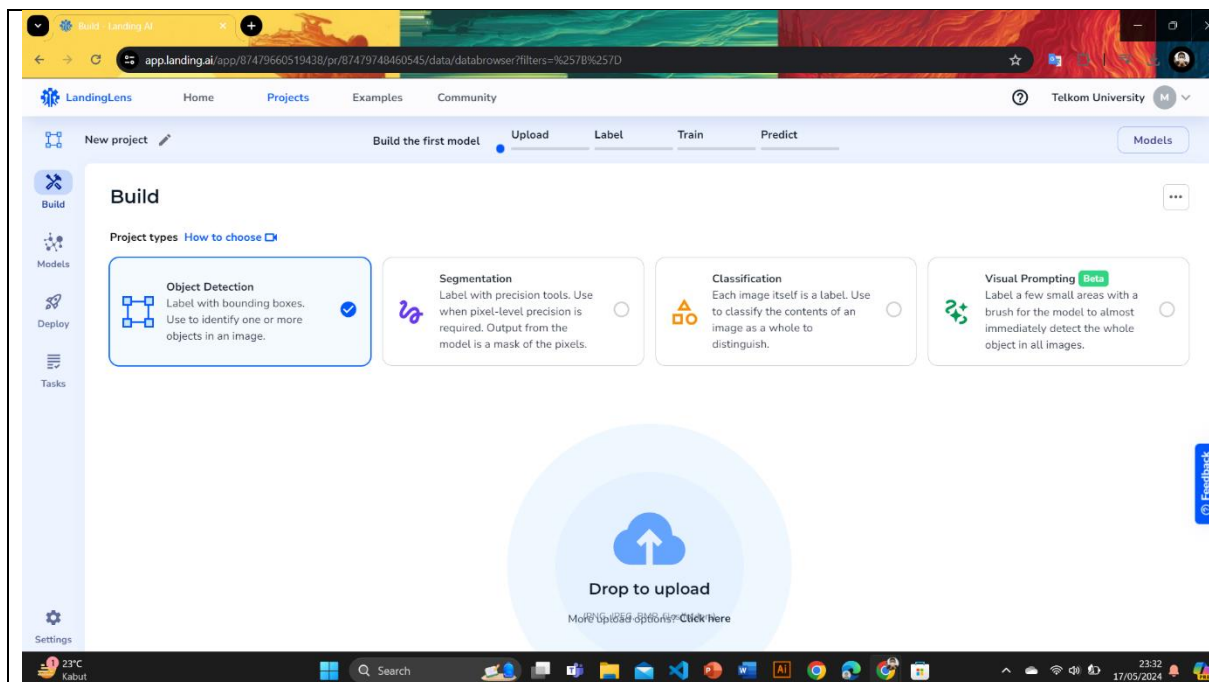 Build - Landing AI
app.landing.ai/app/87479660519438/pr/87479748460545/data/databrowser?filters=%257B%257D
LandingLens Home Projects Examples Community Telkom University M
New project Build the first model Upload Label Train Predict Models
Build
Models
Deploy
Tasks
Settings
Build
Project types How to choose
Object Detection
Label with bounding boxes.
Use to identify one or more
objects in an image.
Segmentation
Label with precision tools. Use
when pixel-level precision is
required. Output from the
model is a mask of the pixels.
Classification
Each image itself is a label. Use
to classify the contents of an
image as a whole to
distinguish.
Visual Prompting Beta
Label a few small areas with a
brush for the model to almost
immediately detect the whole
object in all images.
Feedback
Drop to upload
More upload options? Click here
1 23°C
Kabut
Search
Ai
23:32
17/05/2024